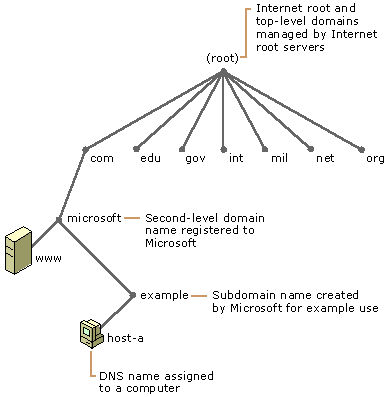 Internet root and
top-level domains
managed by Internet
root servers
(root)
com edu gov int mil net org
microsoft
Second-level domain
name registered to
Microsoft
www
example
Subdomain name created
by Microsoft for example use
host-a
DNS name assigned
to a computer